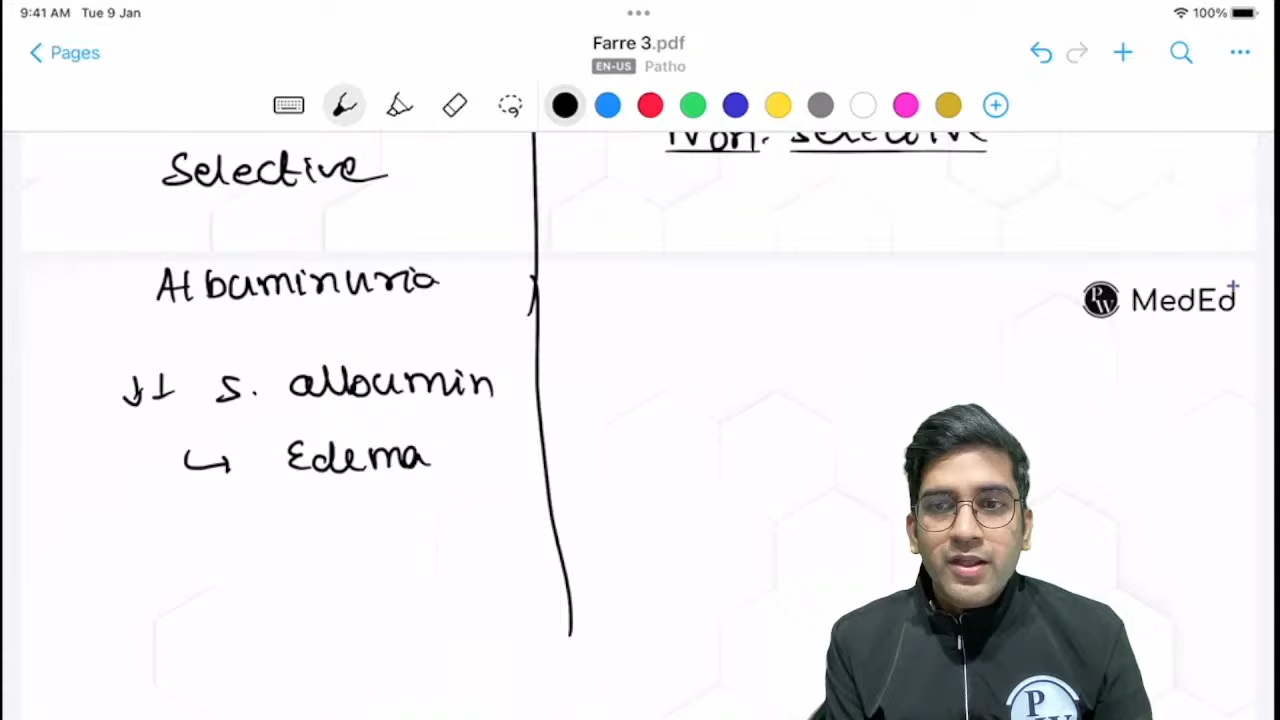 9:41 AM Tue 9 Jan
100%
Pages
Farre 3.pdf
EN-US Patho
Non. selective
Selective
Albuminuria
PW MedEd+
↓↓ s. albumin
↳ Edema
P
W